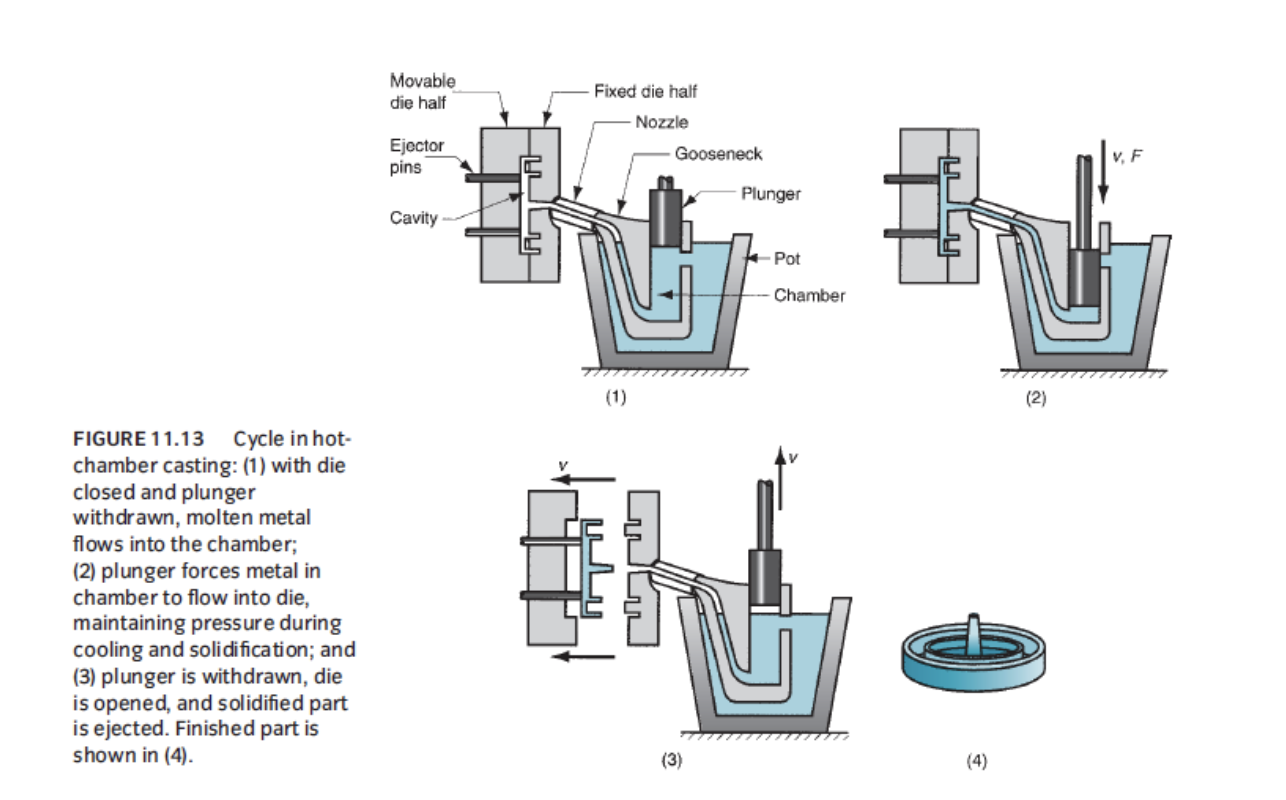 Movable
die half
Fixed die half
Nozzle
Ejector
pins
Gooseneck
Plunger
Cavity
Pot
Chamber
(1)
v, F
(2)
FIGURE 11.13 Cycle in hot-
chamber casting: (1) with die
closed and plunger
withdrawn, molten metal
flows into the chamber;
(2) plunger forces metal in
chamber to flow into die,
maintaining pressure during
cooling and solidification; and
(3) plunger is withdrawn, die
is opened, and solidified part
is ejected. Finished part is
shown in (4).
v
v
(3)
(4)